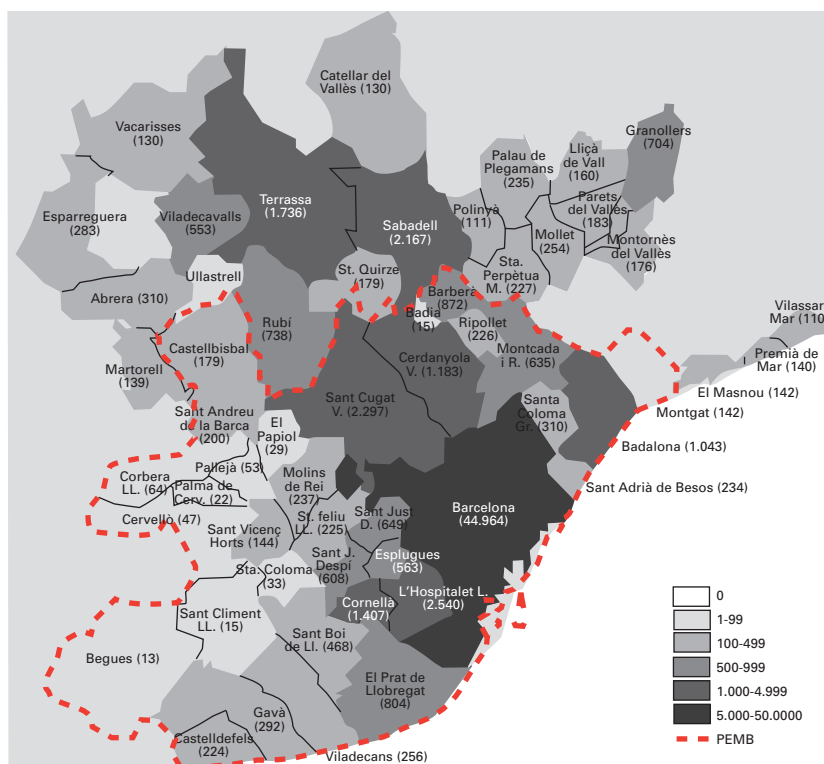 Catellar del
Vallès (130)
Vacarisses
(130)
Granollers
(704)
Lliçà
de Vall
(160)
Palau de
Plegamans
(235)
Terrassa
(1.736)
Esparreguera
(283)
Viladecavalls
(553)
Sabadell
(2.167)
Polinyà
(111)
Parets
del Vallès
(183)
Mollet
(254)
Montornès
del Vallès
(176)
Sta.
Perpètua
M. (227)
Ullastrell
St. Quirze
(179)
Abrera (310)
Barberà
(872)
Badia
(15)
Vilassar
Mar (110
Rubí
(738)
Ripollet
(226)
Castellbisbal
(179)
Cerdanyola
V. (1.183)
Montcada
i R. (635)
Premià de
Mar (140)
Martorell
(139)
El Masnou (142)
Sant Cugat
V. (2.297)
Santa
Coloma
Gr. (310)
Montgat (142)
Sant Andreu
de la Barca
(200)
El
Papiol
(29)
Badalona (1.043)
Pallejà (53)
Corbera
LL. (64)
Molins
de Rei
(237)
Palma de
Cerv. (22)
Sant Adrià de Besos (234)
Barcelona
(44.964)
Cervellò (47)
Sant Vicenç
Horts (144)
St. feliu
LL. (225)
Sant Just
D. (649)
Esplugues
(563)
Sant J.
Despí
(608)
Sta. Coloma
(33)
L'Hospitalet L.
(2.540)
Cornellà
(1.407)
Sant Climent
LL. (15)
Sant Boi
de Ll. (468)
Begues (13)
El Prat de
Llobregat
(804)
Gavà
(292)
Castelldefels
(224)
Viladecans (256)
0
1-99
100-499
500-999
1.000-4.999
5.000-50.0000
PEMB